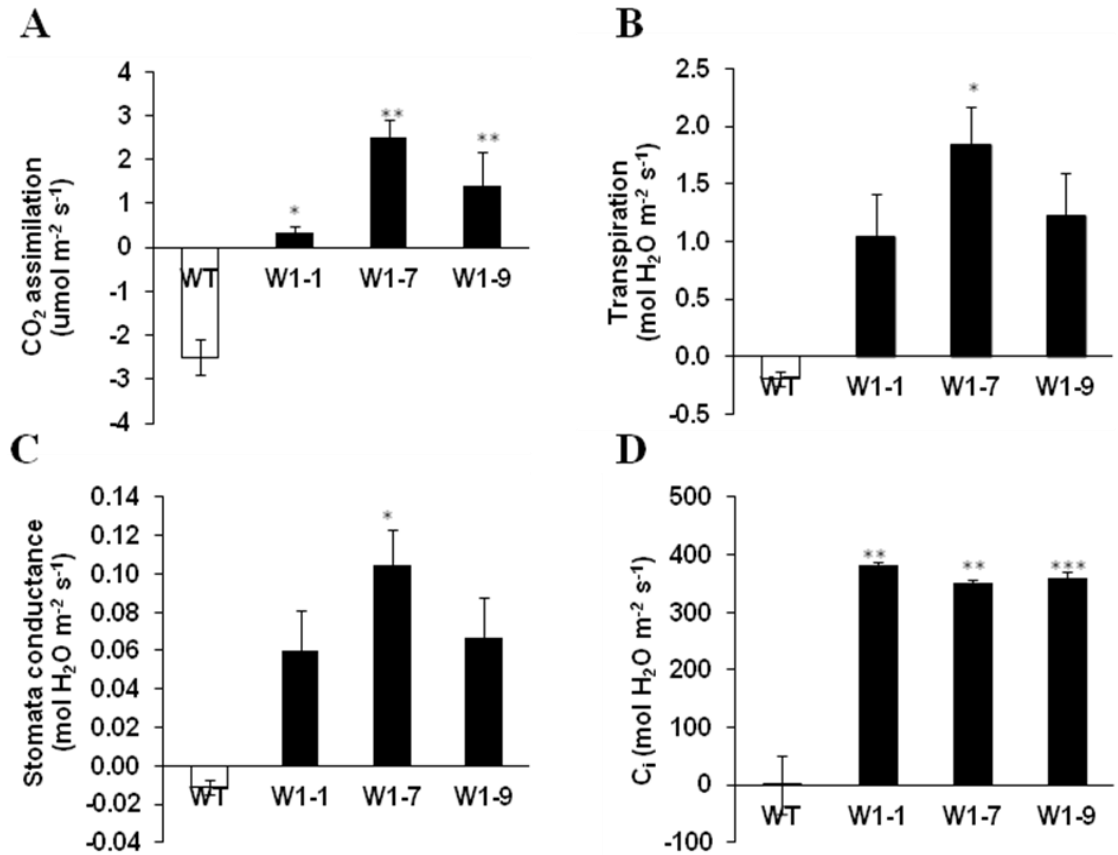 A
CO₂ assimilation
(umol m⁻² s⁻¹)
4
3
2
1
0
-1
-2
-3
-4
*
**
**
WT W1-1 W1-7 W1-9
B
Transpiration
(mol H₂O m⁻² s⁻¹)
2.5
2.0
1.5
1.0
0.5
0.0
-0.5
*
WT W1-1 W1-7 W1-9
C
Stomata conductance
(mol H₂O m⁻² s⁻¹)
0.14
0.12
0.10
0.08
0.06
0.04
0.02
0.00
-0.02
-0.04
*
WT W1-1 W1-7 W1-9
D
Cᵢ (mol H₂O m⁻² s⁻¹)
500
400
300
200
100
0
-100
**
**
***
WT W1-1 W1-7 W1-9